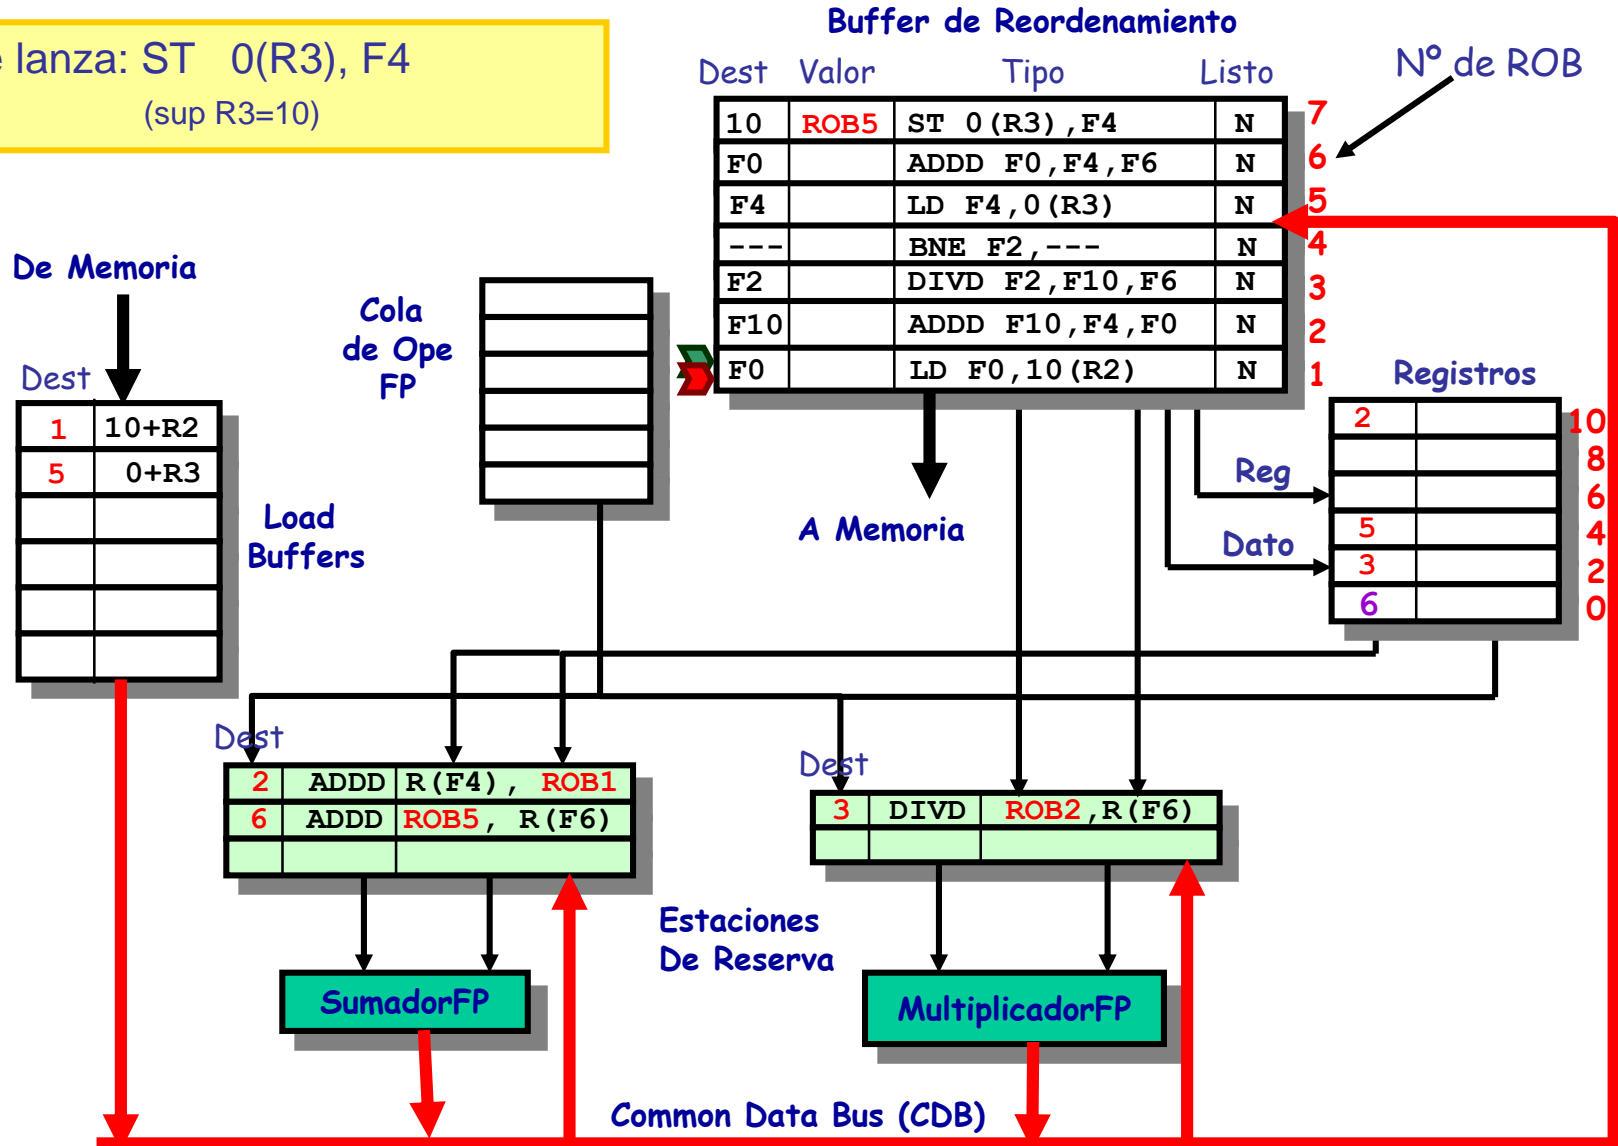 Buffer de Reordenamiento
e lanza: ST 0(R3), F4
(sup R3=10)
Dest Valor Tipo Listo
Nº de ROB
10 ROB5 ST 0(R3),F4 N 7
F0 ADDD F0,F4,F6 N 6
F4 LD F4,0(R3) N 5
--- BNE F2,--- N 4
F2 DIVD F2,F10,F6 N 3
F10 ADDD F10,F4,F0 N 2
F0 LD F0,10(R2) N 1
De Memoria
Cola
de Ope
FP
Dest
1 10+R2
5 0+R3
Load
Buffers
A Memoria
Registros
2 10
8
Reg
6
5 4
Dato
3 2
6 0
Dest
2 ADDD R(F4), ROB1
6 ADDD ROB5, R(F6)
Dest
3 DIVD ROB2,R(F6)
Estaciones
De Reserva
SumadorFP
MultiplicadorFP
Common Data Bus (CDB)